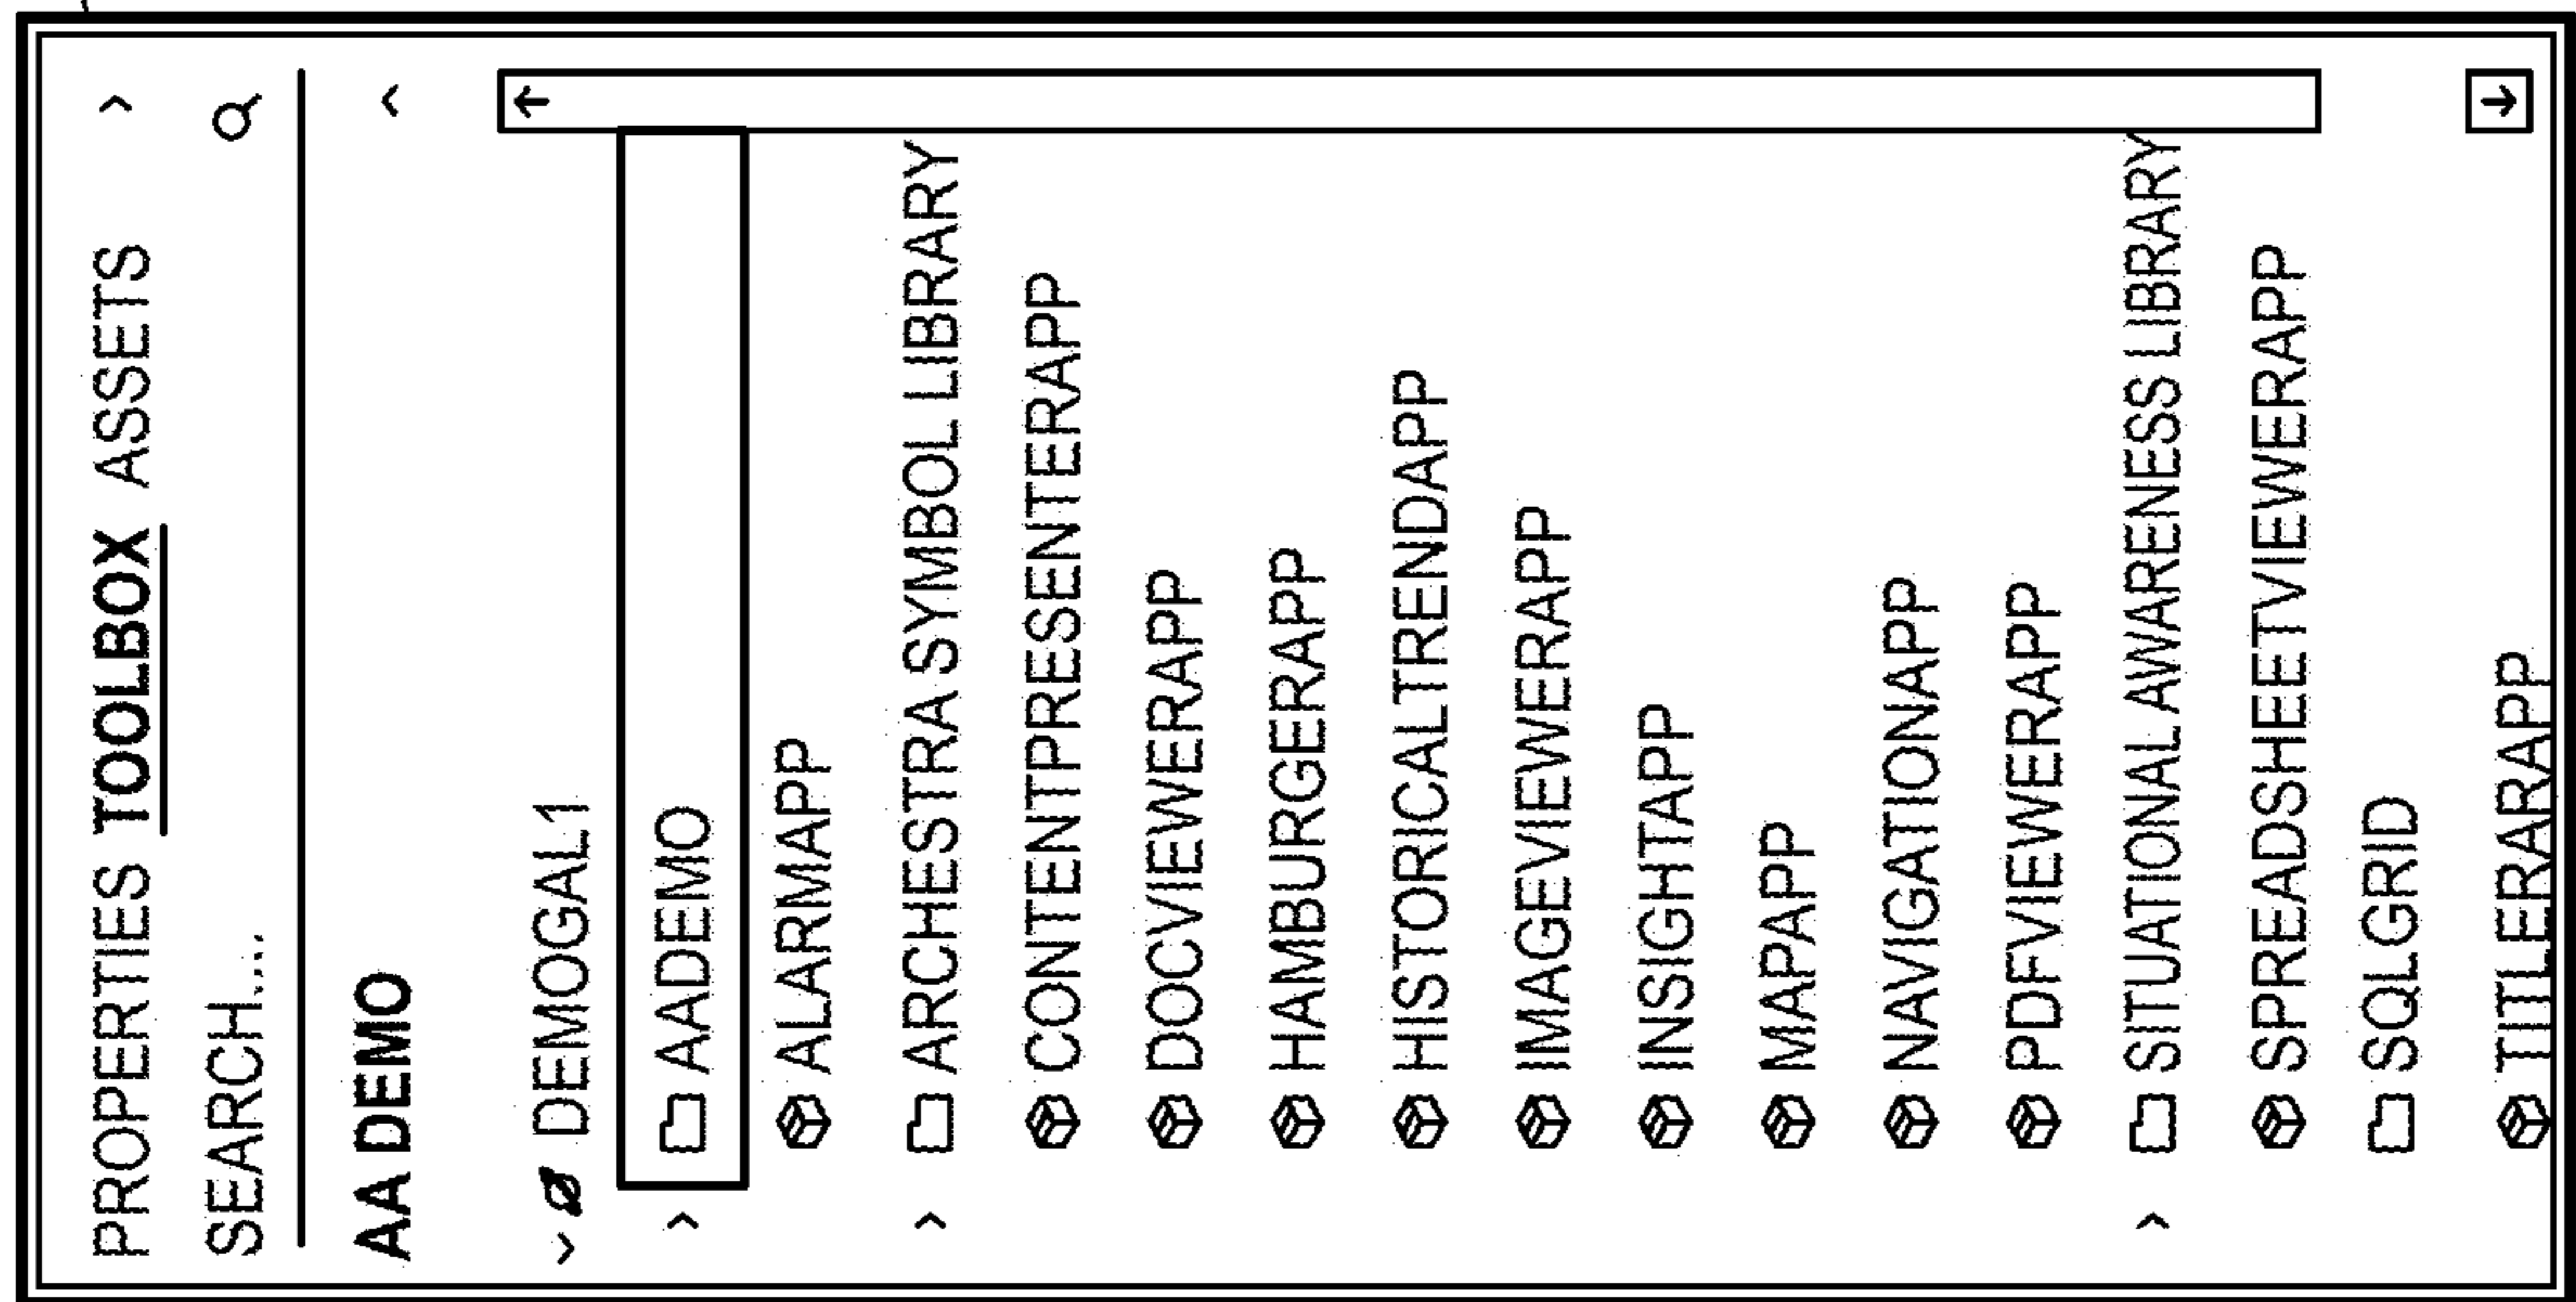 PROPERTIES TOOLBOX ASSETS
SEARCH...
AA DEMO
DEMOGAL1
AADEMO
ALARMAPP
ARCHESTRA SYMBOL LIBRARY
CONTENTPRESENTERAPP
DOCVIEWERAPP
HAMBURGERAPP
HISTORICALTRENDAPP
IMAGEVIEWERAPP
INSIGHTAPP
MAPAPP
NAVIGATIONAPP
PDFVIEWERAPP
SITUATIONAL AWARENESS LIBRARY
SPREADSHEETVIEWERAPP
SQLGRID
TITLERARAPP